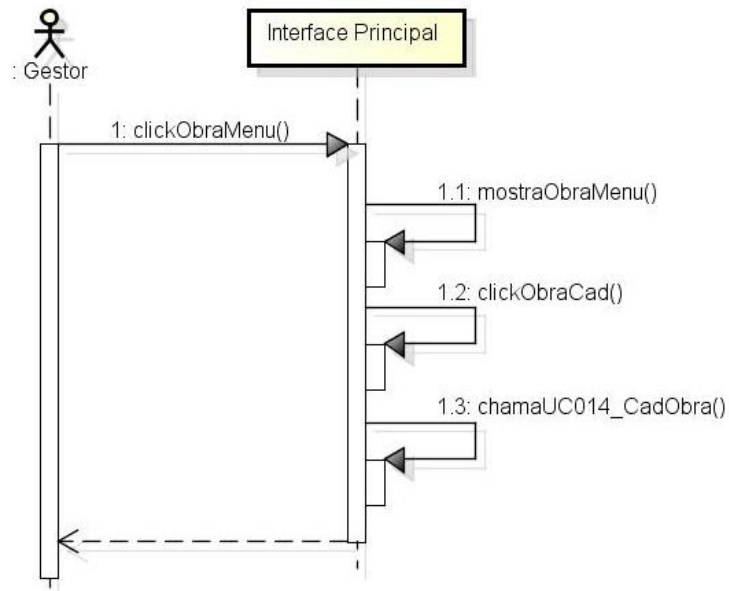 Interface Principal
: Gestor
1: clickObraMenu()
1.1: mostraObraMenu()
1.2: clickObraCad()
1.3: chamaUC014_CadObra()